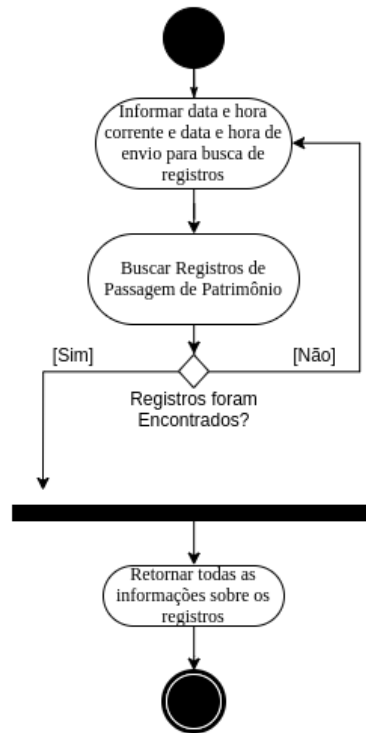 Informar data e hora
corrente e data e hora de
envio para busca de
registros
Buscar Registros de
Passagem de Patrimônio
[Sim]
[Não]
Registros foram
Encontrados?
Retornar todas as
informações sobre os
registros